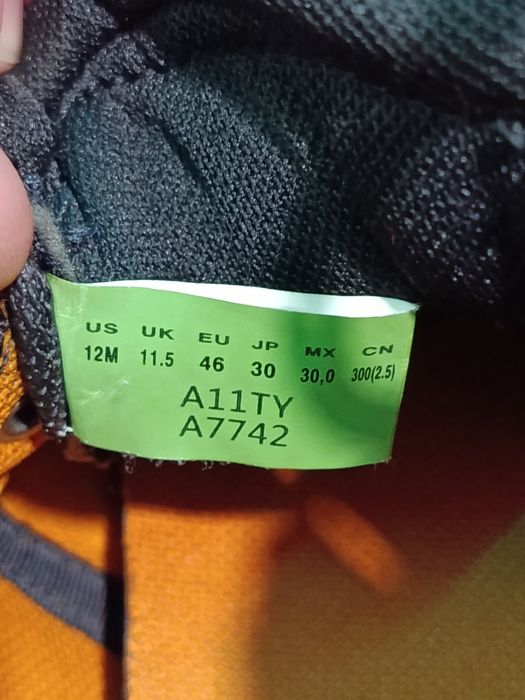 US UK EU JP MX CN
12M 11.5 46 30 30,0 300(2.5)
A11TY
A7742